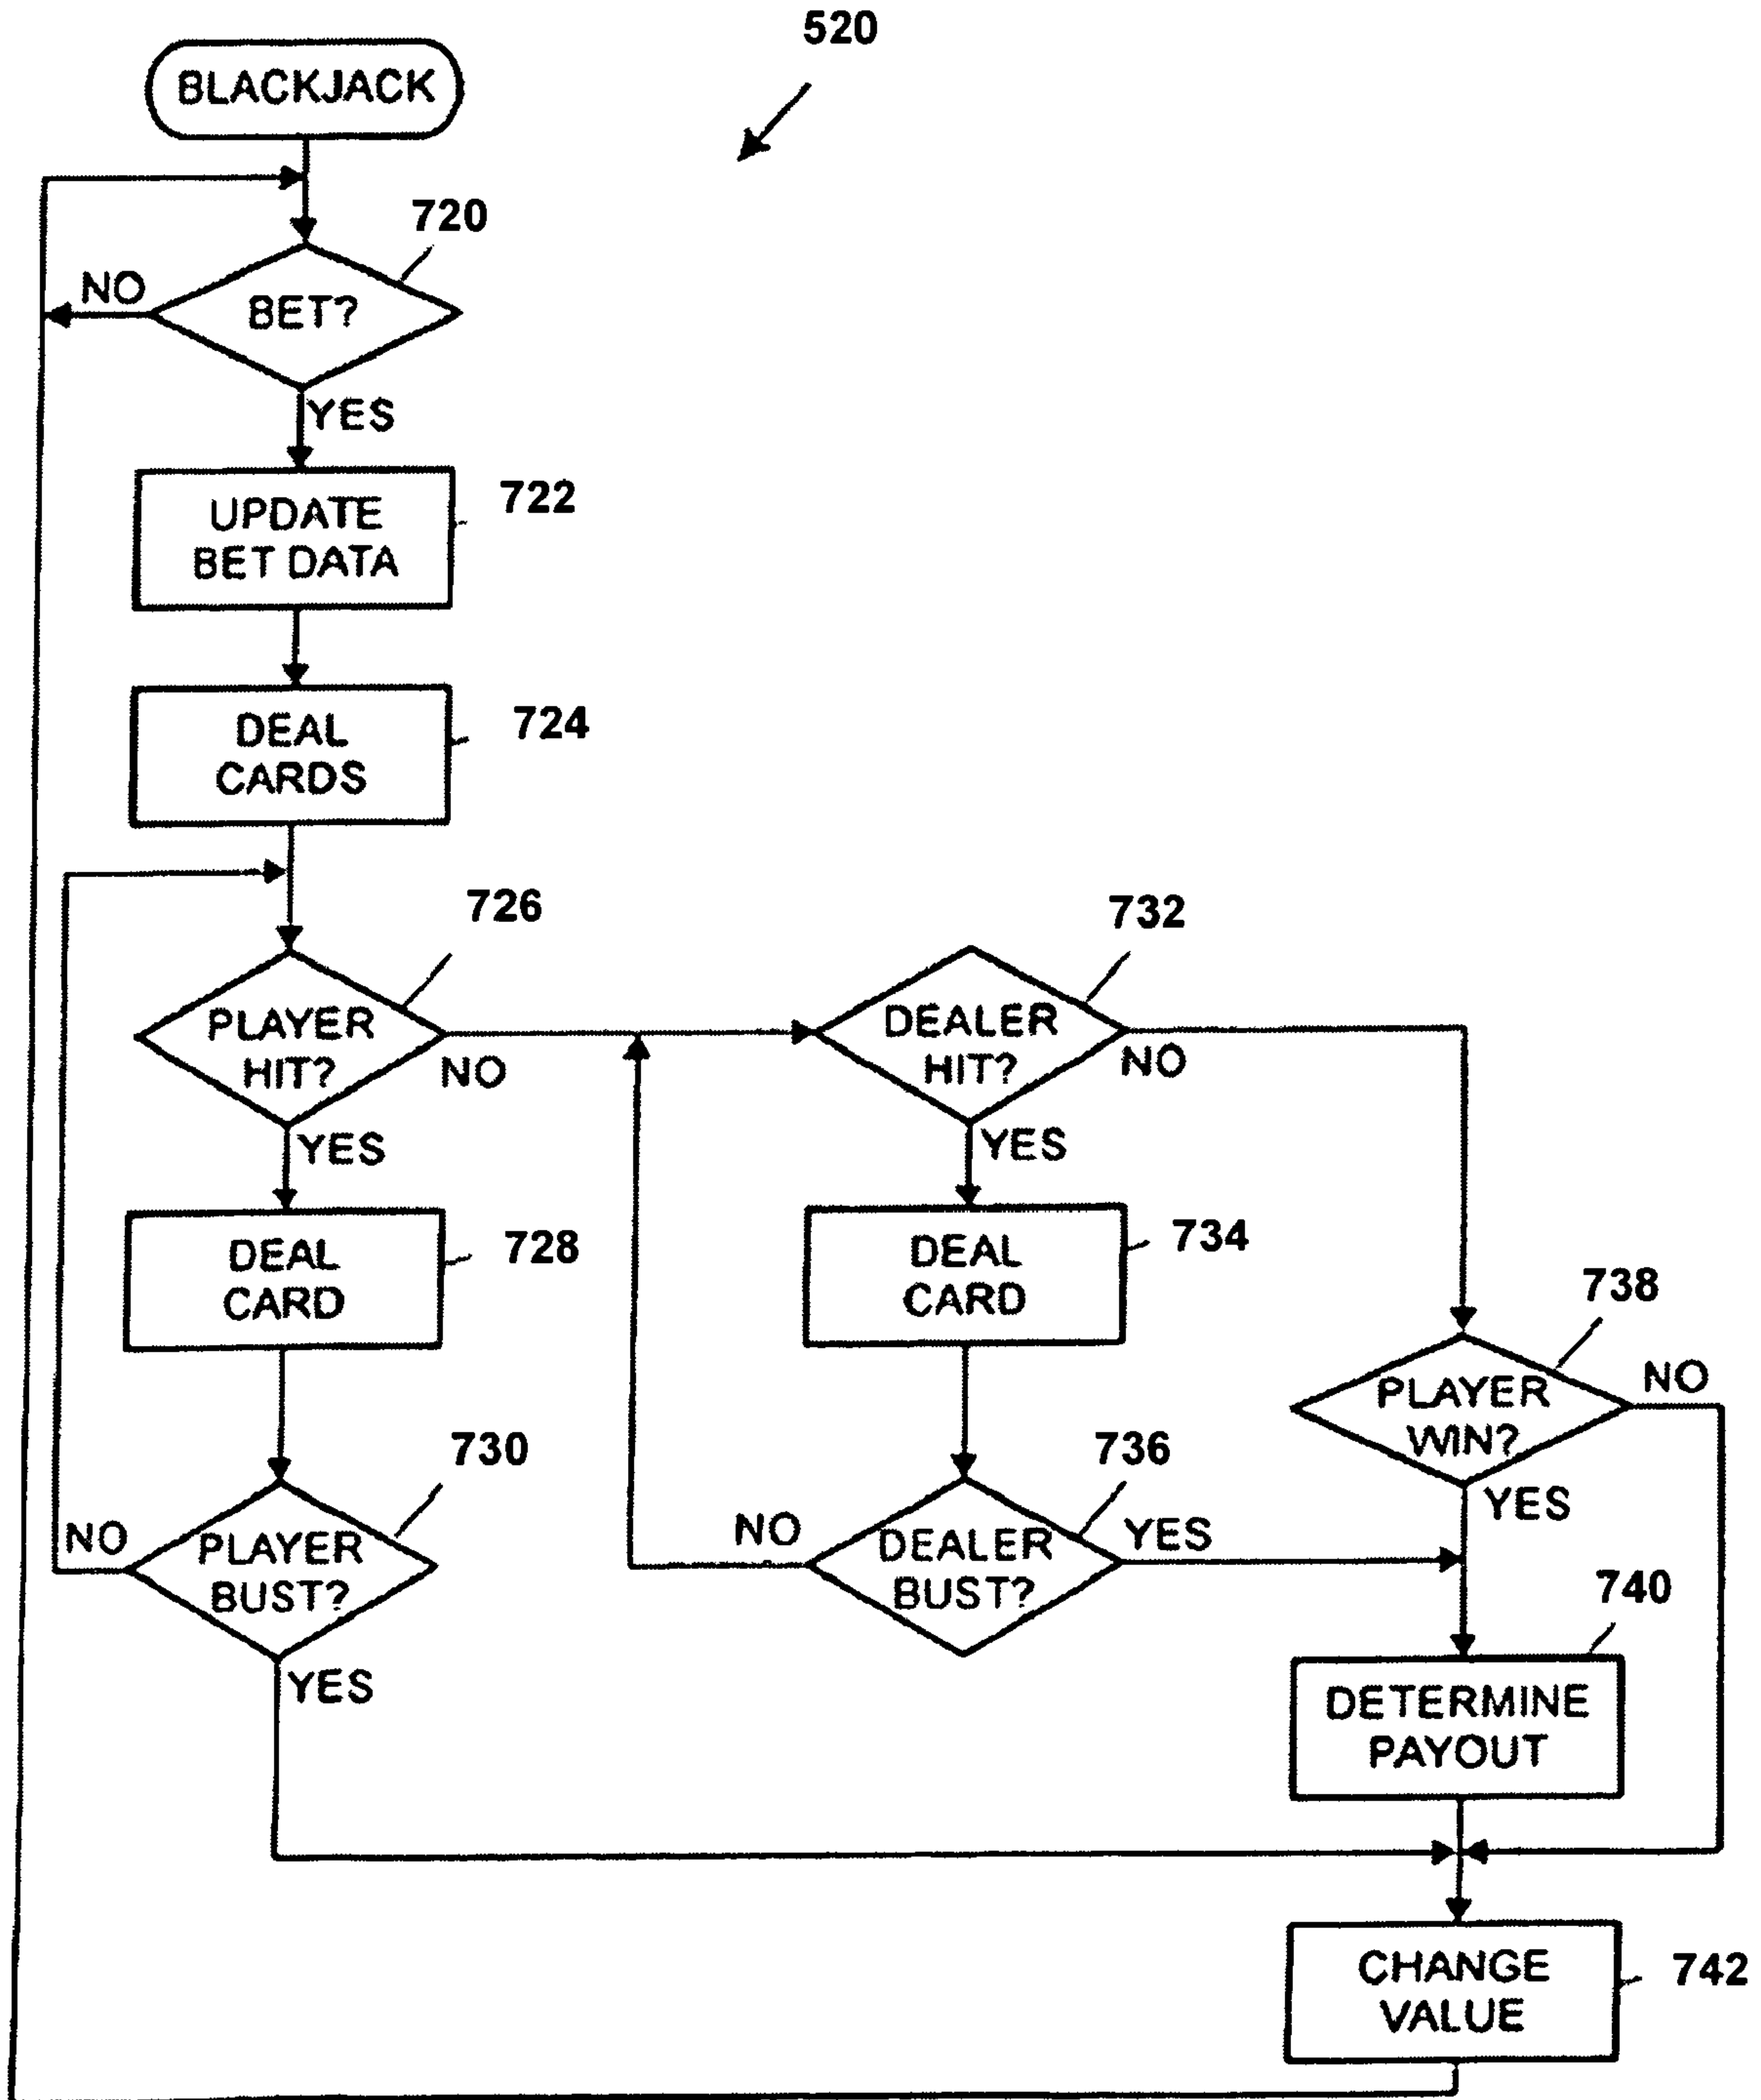 520
BLACKJACK
720
NO
BET?
YES
UPDATE
BET DATA
722
DEAL
CARDS
724
726
PLAYER
HIT?
NO
YES
DEAL
CARD
728
730
NO
PLAYER
BUST?
YES
732
DEALER
HIT?
NO
YES
DEAL
CARD
734
736
NO
DEALER
BUST?
YES
738
PLAYER
WIN?
NO
YES
740
DETERMINE
PAYOUT
CHANGE
VALUE
742